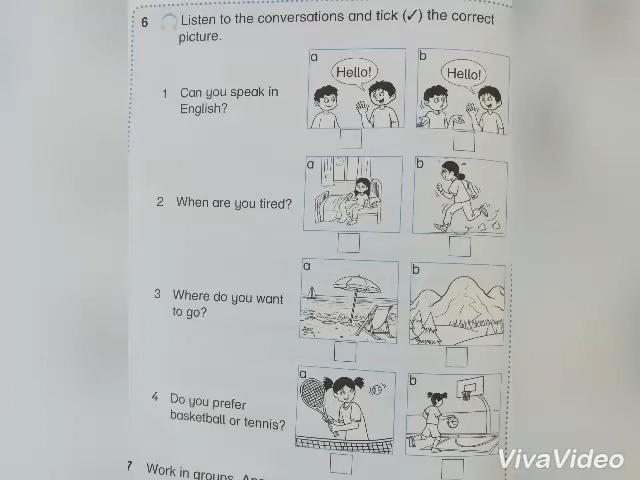 6 Listen to the conversations and tick (✓) the correct
picture.
a
Hello!
b
Hello!
1 Can you speak in
English?
a
b
2 When are you tired?
a
b
3 Where do you want
to go?
a
b
4 Do you prefer
basketball or tennis?
7 Work in groups.
VivaVideo